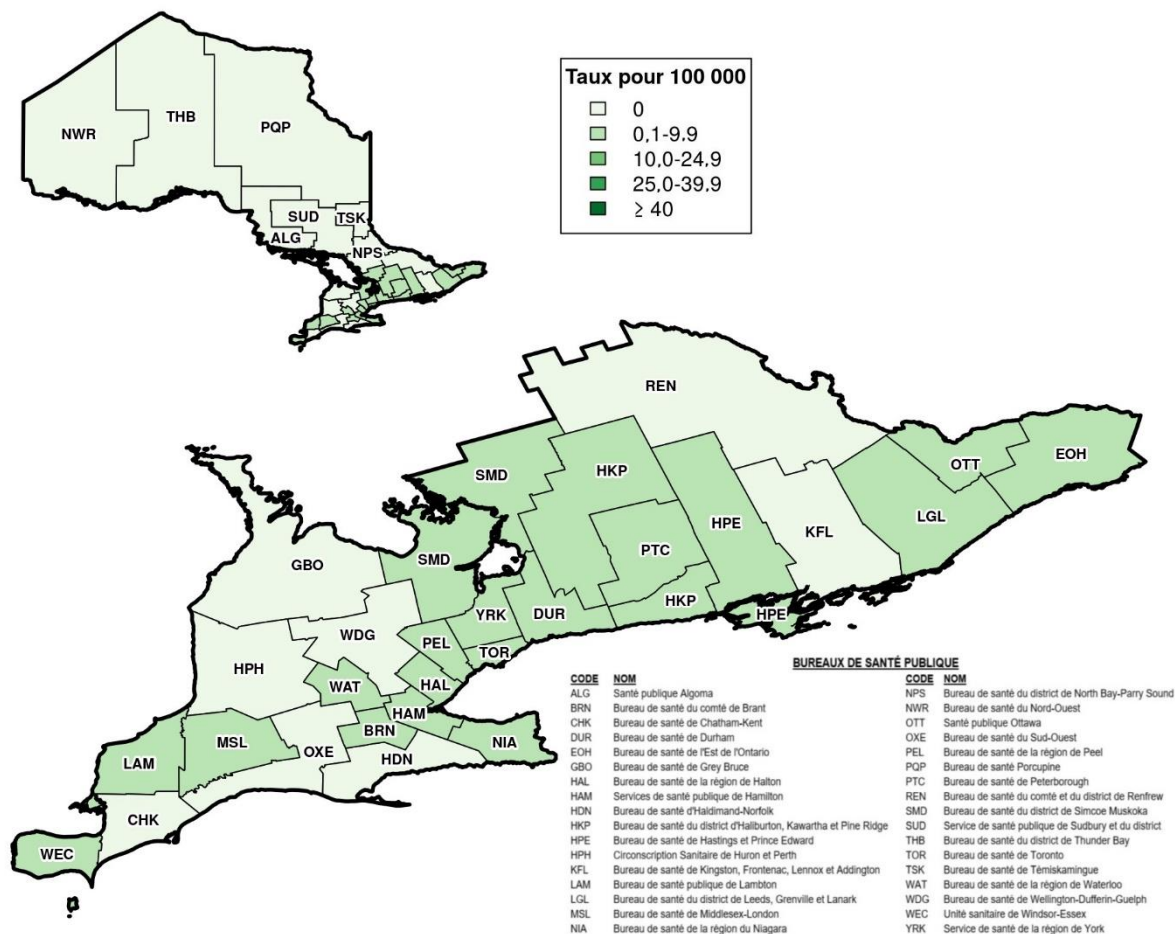 Taux pour 100 000
0
0,1-9.9
10,0-24,9
25,0-39.9
≥ 40
NWR
THB
PQP
SUD
TSK
ALG
NPS
REN
SMD
HKP
OTT
EOH
HPE
LGL
KFL
PTC
SMD
GBO
HKP
HPE
YRK
DUR
WDG
PEL
TOR
HPH
WAT
HAL
HAM
BRN
MSL
OXE
NIA
LAM
HDN
CHK
WEC
BUREAUX DE SANTÉ PUBLIQUE
CODE NOM
ALG Santé publique Algoma
BRN Bureau de santé du comté de Brant
CHK Bureau de santé de Chatham-Kent
DUR Bureau de santé de Durham
EOH Bureau de santé de l'Est de l'Ontario
GBO Bureau de santé de Grey Bruce
HAL Bureau de santé de la région de Halton
HAM Services de santé publique de Hamilton
HDN Bureau de santé d'Haldimand-Norfolk
HKP Bureau de santé du district d'Haliburton, Kawartha et Pine Ridge
HPE Bureau de santé de Hastings et Prince Edward
HPH Circonscription Sanitaire de Huron et Perth
KFL Bureau de santé de Kingston, Frontenac, Lennox et Addington
LAM Bureau de santé publique de Lambton
LGL Bureau de santé du district de Leeds, Grenville et Lanark
MSL Bureau de santé de Middlesex-London
NIA Bureau de santé de la région du Niagara
CODE NOM
NPS Bureau de santé du district de North Bay-Parry Sound
NWR Bureau de santé du Nord-Ouest
OTT Santé publique Ottawa
OXE Bureau de santé du Sud-Ouest
PEL Bureau de santé de la région de Peel
PQP Bureau de santé Porcupine
PTC Bureau de santé de Peterborough
REN Bureau de santé du comté et du district de Renfrew
SMD Bureau de santé du district de Simcoe Muskoka
SUD Service de santé publique de Sudbury et du district
THB Bureau de santé du district de Thunder Bay
TOR Bureau de santé de Toronto
TSK Bureau de santé de Témiskamingue
WAT Bureau de santé de la région de Waterloo
WDG Bureau de santé de Wellington-Dufferin-Guelph
WEC Unité sanitaire de Windsor-Essex
YRK Service de santé de la région de York